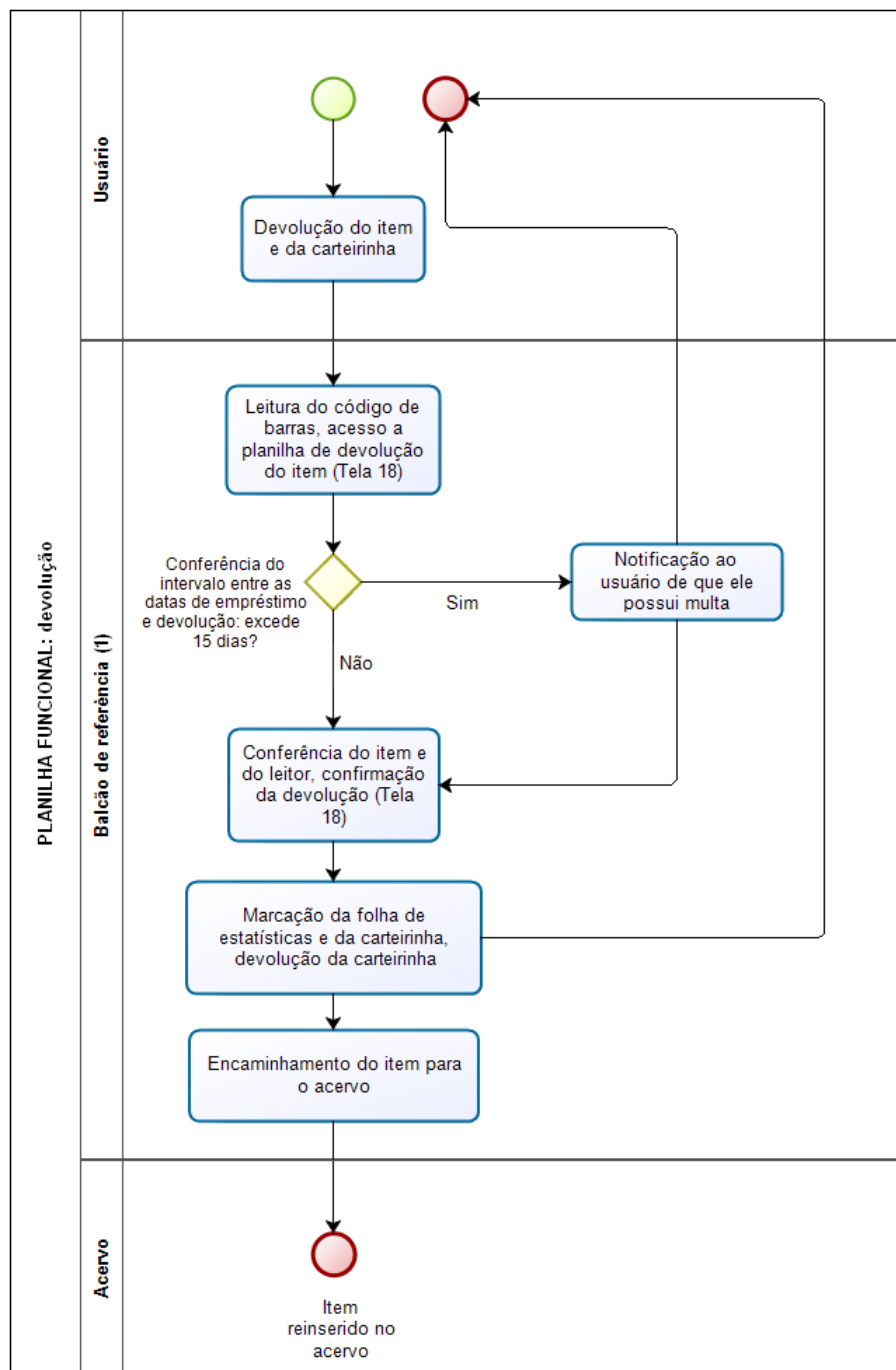 PLANILHA FUNCIONAL: devolução
Usuário
Devolução do item
e da carteirinha
Balcão de referência (1)
Leitura do código de
barras, acesso a
planilha de devolução
do item (Tela 18)
Conferência do
intervalo entre as
datas de empréstimo
e devolução: excede
15 dias?
Sim
Notificação ao
usuário de que ele
possui multa
Não
Conferência do item e
do leitor, confirmação
da devolução (Tela
18)
Marcação da folha de
estatísticas e da carteirinha,
devolução da carteirinha
Encaminhamento do item para
o acervo
Acervo
Item
reinserido no
acervo